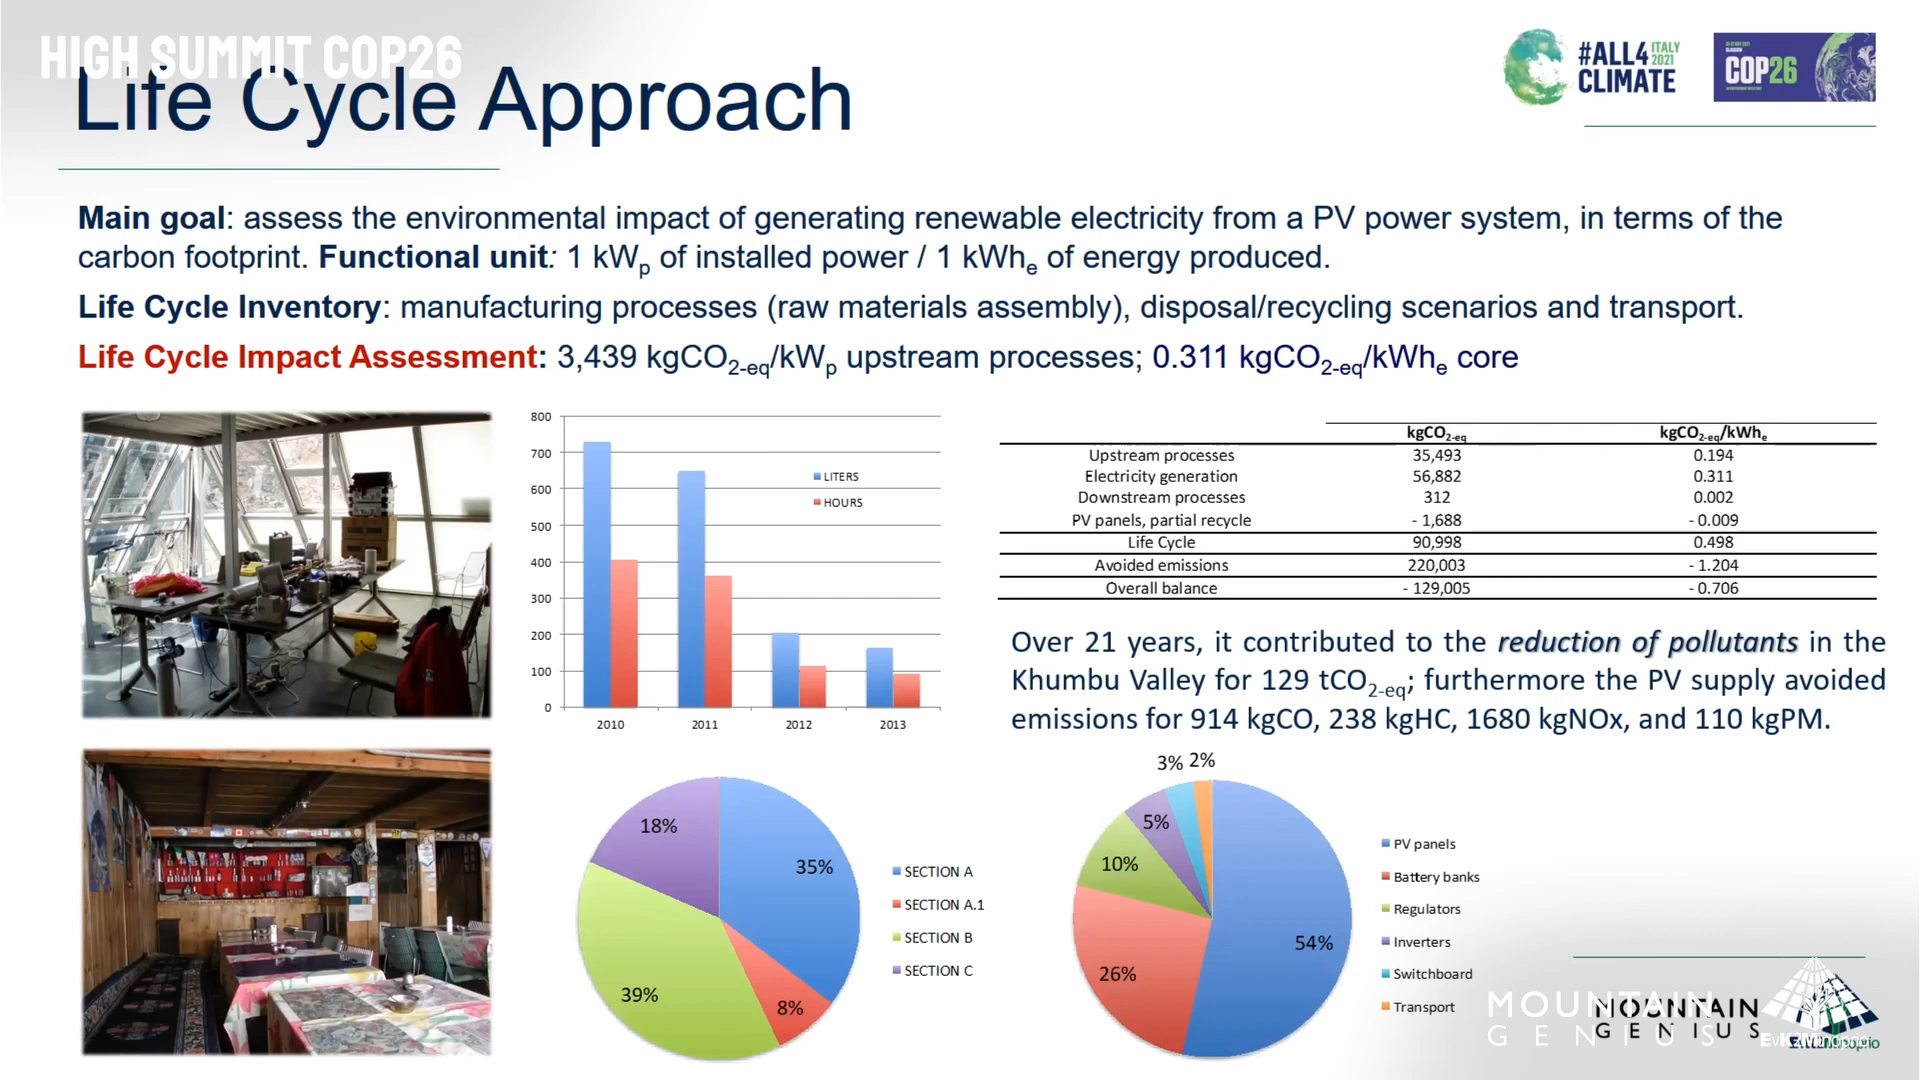 HIGH SUMMIT COP26
Life Cycle Approach
#ALL4 ITALY 2021
CLIMATE
COP26
Main goal: assess the environmental impact of generating renewable electricity from a PV power system, in terms of the
carbon footprint. Functional unit: 1 kWp of installed power / 1 kWhe of energy produced.
Life Cycle Inventory: manufacturing processes (raw materials assembly), disposal/recycling scenarios and transport.
Life Cycle Impact Assessment: 3,439 kgCO2-eq/kWp upstream processes; 0.311 kgCO2-eq/kWhe core
800
700
600
500
400
300
200
100
0
LITERS
HOURS
2010 2011 2012 2013
kgCO2-eq kgCO2-eq/kWhe
Upstream processes 35,493 0.194
Electricity generation 56,882 0.311
Downstream processes 312 0.002
PV panels, partial recycle - 1,688 - 0.009
Life Cycle 90,998 0.498
Avoided emissions 220,003 - 1.204
Overall balance - 129,005 - 0.706
Over 21 years, it contributed to the reduction of pollutants in the
Khumbu Valley for 129 tCO2-eq; furthermore the PV supply avoided
emissions for 914 kgCO, 238 kgHC, 1680 kgNOx, and 110 kgPM.
18%
35%
39%
8%
SECTION A
SECTION A.1
SECTION B
SECTION C
3% 2%
5%
10%
54%
26%
PV panels
Battery banks
Regulators
Inverters
Switchboard
Transport
MOUNTAIN
GENIUS
MOUNTAIN
GENIUS